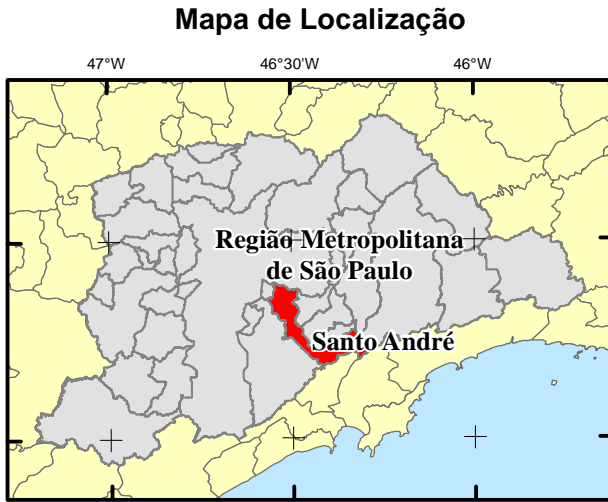 Mapa de Localização
47°W 46°30'W 46°W
Região Metropolitana
de São Paulo
Santo André